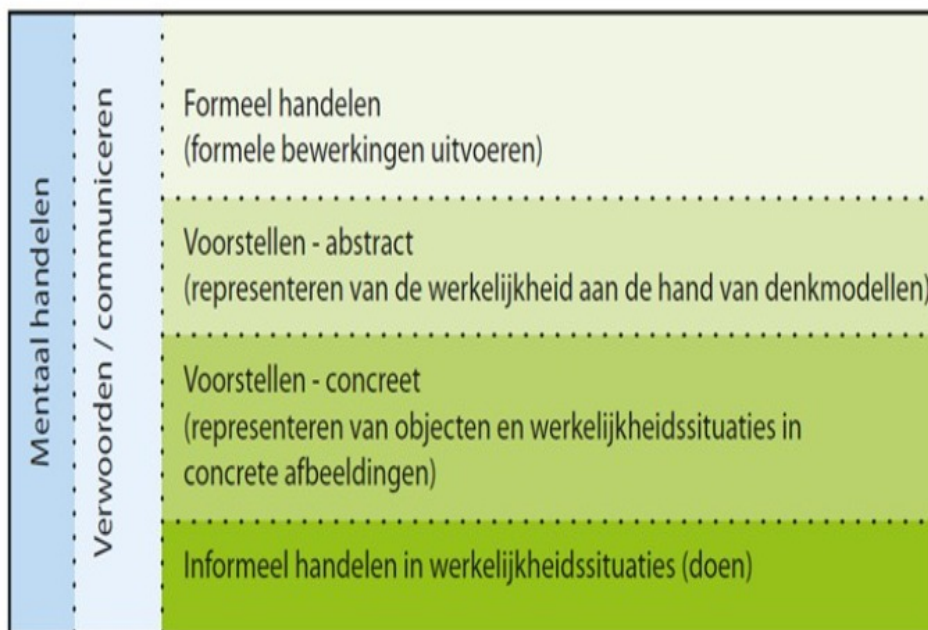 Mentaal handelen
Verwoorden / communiceren
Formeel handelen
(formele bewerkingen uitvoeren)
Voorstellen - abstract
(representeren van de werkelijkheid aan de hand van denkmodellen)
Voorstellen - concreet
(representeren van objecten en werkelijkheidssituaties in
concrete afbeeldingen)
Informeel handelen in werkelijkheidssituaties (doen)